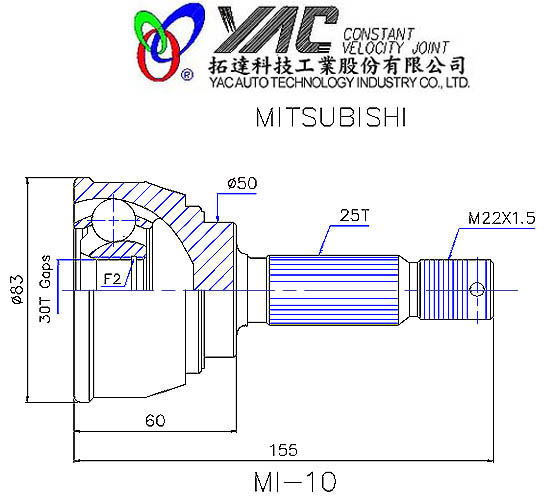 YAC CONSTANT
VELOCITY JOINT
®
拓達科技工業股份有限公司
YAC AUTO TECHNOLOGY INDUSTRY CO., LTD.
MITSUBISHI
ø50
25T
M22X1.5
ø83
30T Gaps
F2
60
155
MI-10